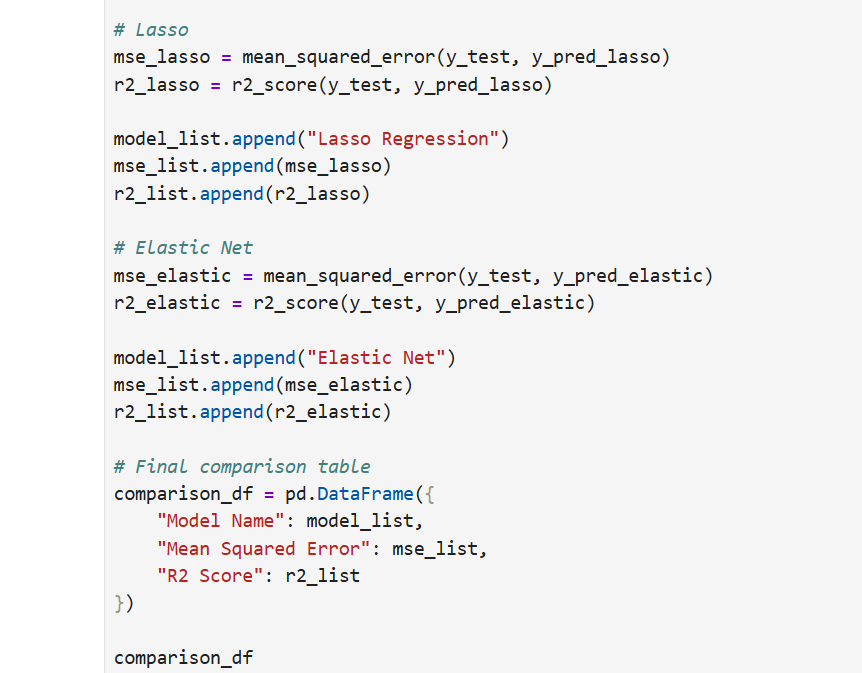 # Lasso
mse_lasso = mean_squared_error(y_test, y_pred_lasso)
r2_lasso = r2_score(y_test, y_pred_lasso)
model_list.append("Lasso Regression")
mse_list.append(mse_lasso)
r2_list.append(r2_lasso)
# Elastic Net
mse_elastic = mean_squared_error(y_test, y_pred_elastic)
r2_elastic = r2_score(y_test, y_pred_elastic)
model_list.append("Elastic Net")
mse_list.append(mse_elastic)
r2_list.append(r2_elastic)
# Final comparison table
comparison_df = pd.DataFrame({
    "Model Name": model_list,
    "Mean Squared Error": mse_list,
    "R2 Score": r2_list
})
comparison_df